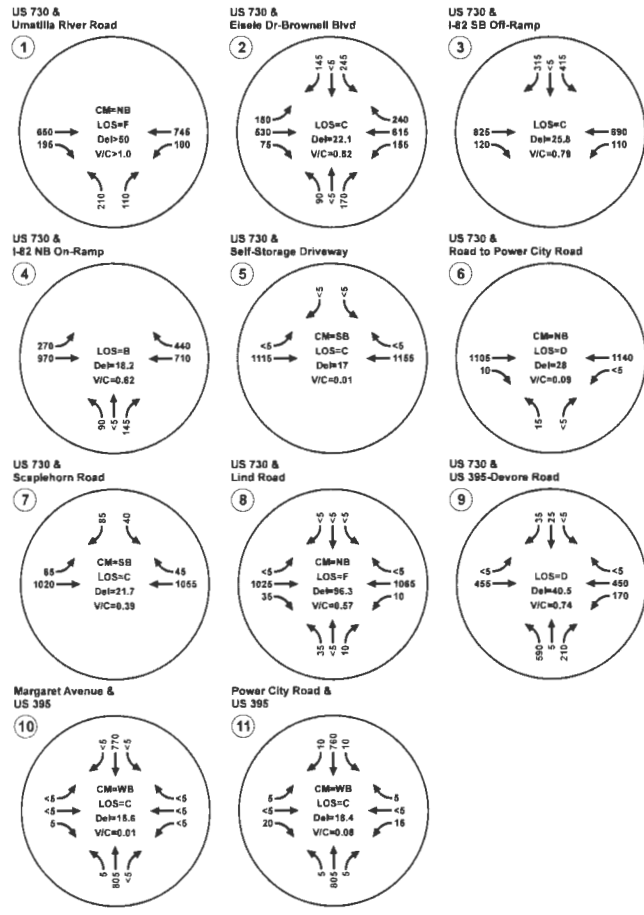 US 730 &
Umatilla River Road
1
CM=NB
LOS=F
Del>50
V/C>1.0
650
195
745
180
210
110
US 730 &
Eisele Dr-Brownell Blvd
2
145
<5
245
LOS=C
Del=22.1
V/C=0.52
180
530
75
240
615
155
90
<5
170
US 730 &
I-82 SB Off-Ramp
3
315
<5
415
LOS=C
Del=25.8
V/C=0.79
825
120
690
110
US 730 &
I-82 NB On-Ramp
4
LOS=B
Del=18.2
V/C=0.62
270
970
440
710
90
<5
145
US 730 &
Self-Storage Driveway
5
<5
<5
CM=SB
LOS=C
Del=17
V/C=0.01
<5
1115
<5
1155
US 730 &
Road to Power City Road
6
CM=NB
LOS=D
Del=28
V/C=0.09
1105
10
1140
<5
15
<5
US 730 &
Scaplehorn Road
7
85
40
CM=SB
LOS=C
Del=21.7
V/C=0.39
65
1020
45
1055
US 730 &
Lind Road
8
<5
<5
<5
CM=NB
LOS=F
Del=96.3
V/C=0.57
<5
1025
35
<5
1065
10
35
<5
10
US 730 &
US 395-Devore Road
9
35
25
<5
LOS=D
Del=40.5
V/C=0.74
<5
455
<5
450
170
590
5
210
Margaret Avenue &
US 395
10
<5
770
<5
CM=WB
LOS=C
Del=15.6
V/C=0.01
<5
<5
5
<5
<5
<5
5
805
<5
Power City Road &
US 395
11
10
760
10
CM=WB
LOS=C
Del=18.4
V/C=0.08
5
<5
20
5
<5
15
5
805
5